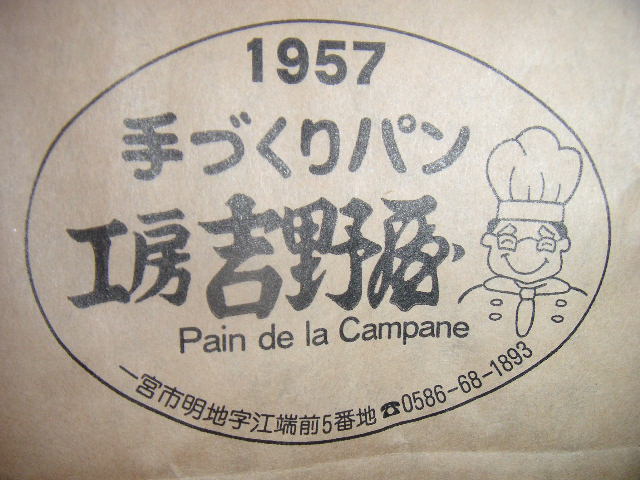 1957
手づくりパン
工房吉野屋
Pain de la Campane
一宮市明地字江端前5番地☎0586-68-1893